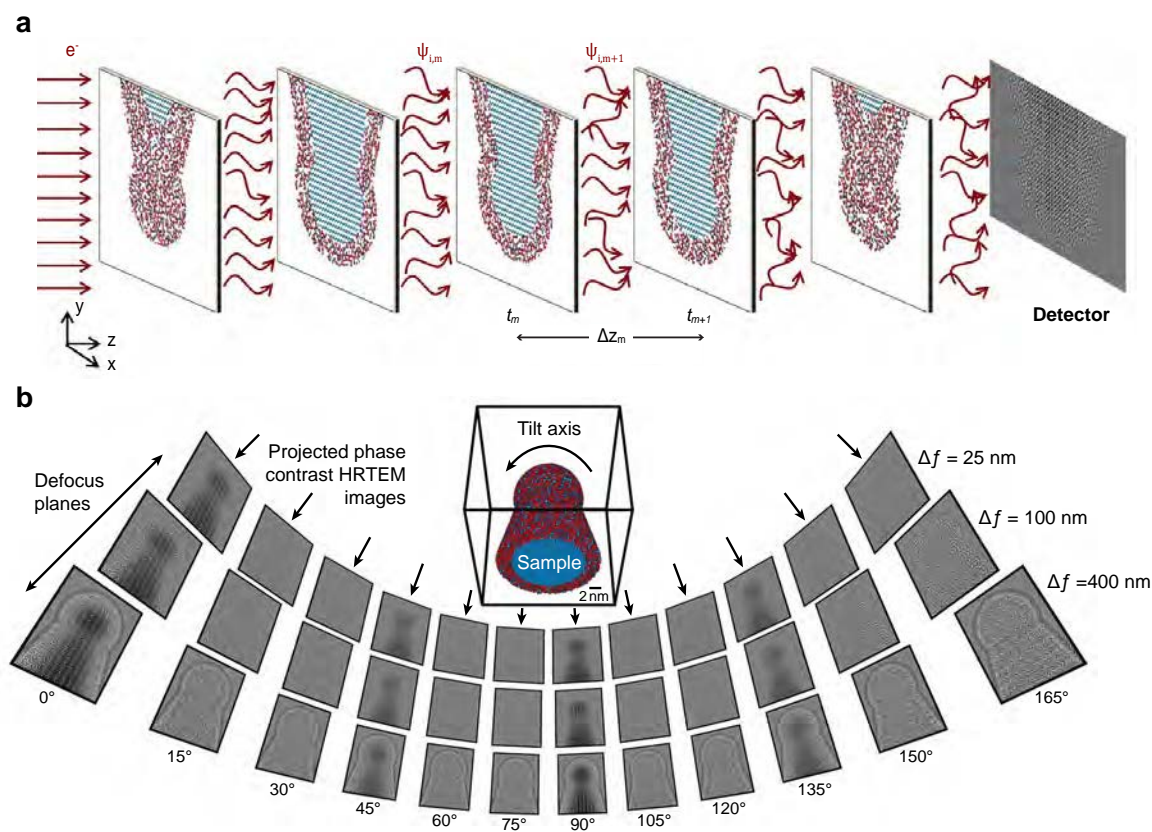 a
e⁻
ψi,m
ψi,m+1
tm
tm+1
Δzm
y
z
x
Detector
b
Defocus
planes
Projected phase
contrast HRTEM
images
Tilt axis
Sample
2 nm
Δf = 25 nm
Δf = 100 nm
Δf = 400 nm
0°
15°
30°
45°
60°
75°
90°
105°
120°
135°
150°
165°